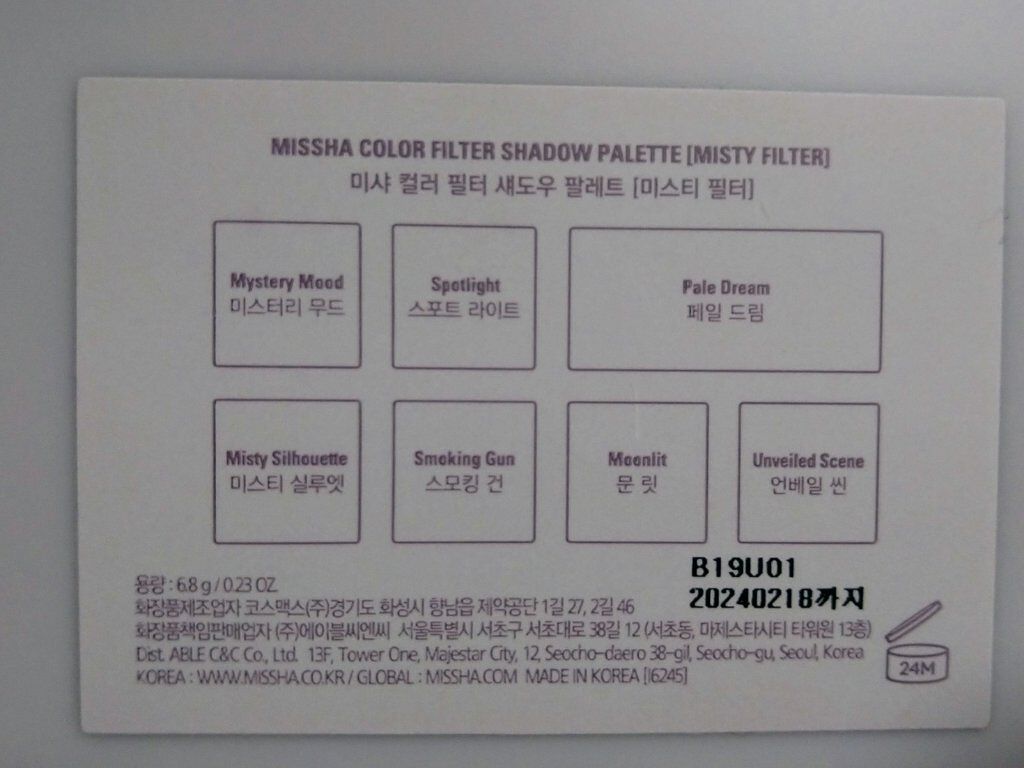 MISSHA COLOR FILTER SHADOW PALETTE [MISTY FILTER]
미샤 컬러 필터 섀도우 팔레트 [미스티 필터]
Mystery Mood
미스터리 무드
Spotlight
스포트 라이트
Pale Dream
페일 드림
Misty Silhouette
미스티 실루엣
Smoking Gun
스모킹 건
Moonlit
문 릿
Unveiled Scene
언베일 씬
B19U01
20240218까지
용량 : 6.8 g / 0.23 OZ.
화장품제조업자 코스맥스(주)경기도 화성시 향남읍 제약공단 1길 27, 2길 46
화장품책임판매업자 (주)에이블씨엔씨 서울특별시 서초구 서초대로 38길 12 (서초동, 마제스타시티 타워원 13층)
Dist. ABLE C&C Co., Ltd. 13F, Tower One, Majestar City, 12, Seocho-daero 38-gil, Seocho-gu, Seoul, Korea
KOREA : WWW.MISSHA.CO.KR / GLOBAL : MISSHA.COM MADE IN KOREA [16245]
24M